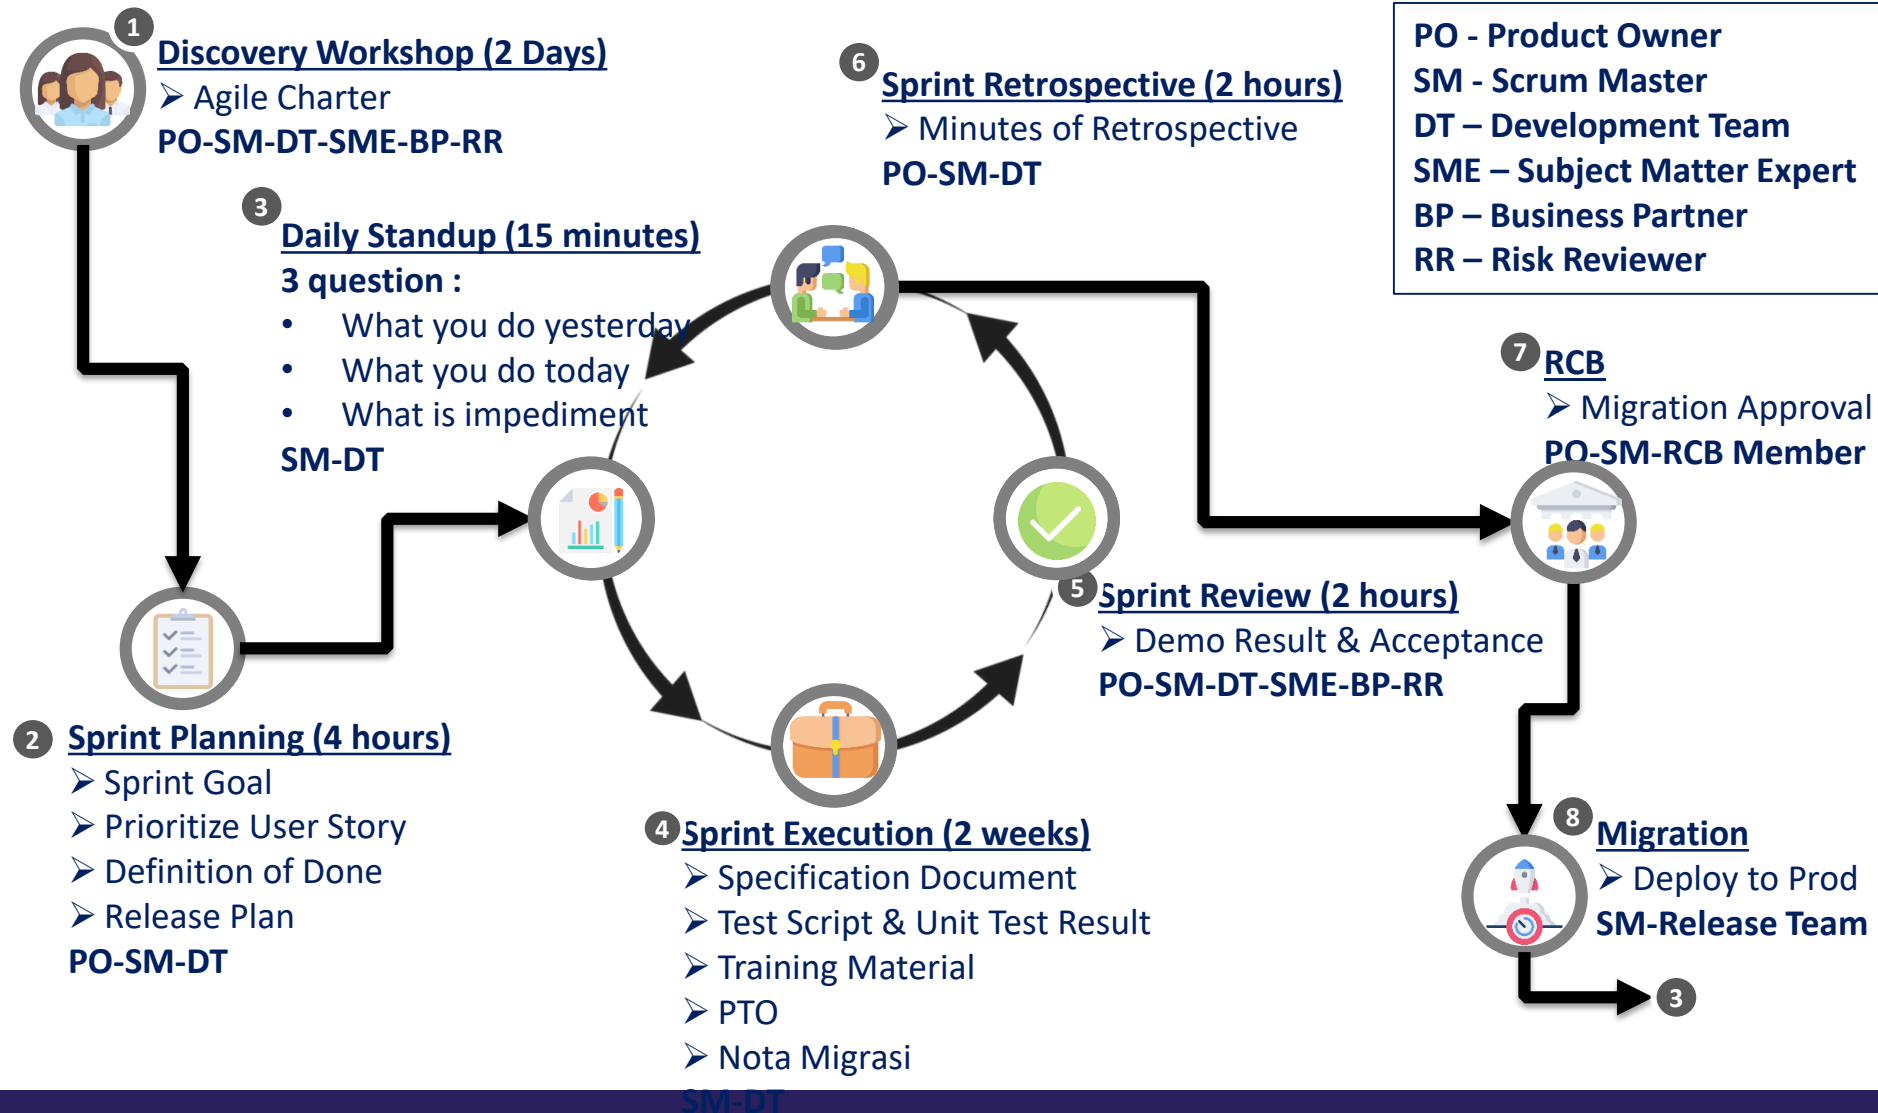 1
Discovery Workshop (2 Days)
➢ Agile Charter
PO-SM-DT-SME-BP-RR
2
Sprint Planning (4 hours)
➢ Sprint Goal
➢ Prioritize User Story
➢ Definition of Done
➢ Release Plan
PO-SM-DT
3
Daily Standup (15 minutes)
3 question :
• What you do yesterday
• What you do today
• What is impediment
SM-DT
4
Sprint Execution (2 weeks)
➢ Specification Document
➢ Test Script & Unit Test Result
➢ Training Material
➢ PTO
➢ Nota Migrasi
SM-DT
5
Sprint Review (2 hours)
➢ Demo Result & Acceptance
PO-SM-DT-SME-BP-RR
6
Sprint Retrospective (2 hours)
➢ Minutes of Retrospective
PO-SM-DT
PO - Product Owner
SM - Scrum Master
DT – Development Team
SME – Subject Matter Expert
BP – Business Partner
RR – Risk Reviewer
7
RCB
➢ Migration Approval
PO-SM-RCB Member
8
Migration
➢ Deploy to Prod
SM-Release Team
3